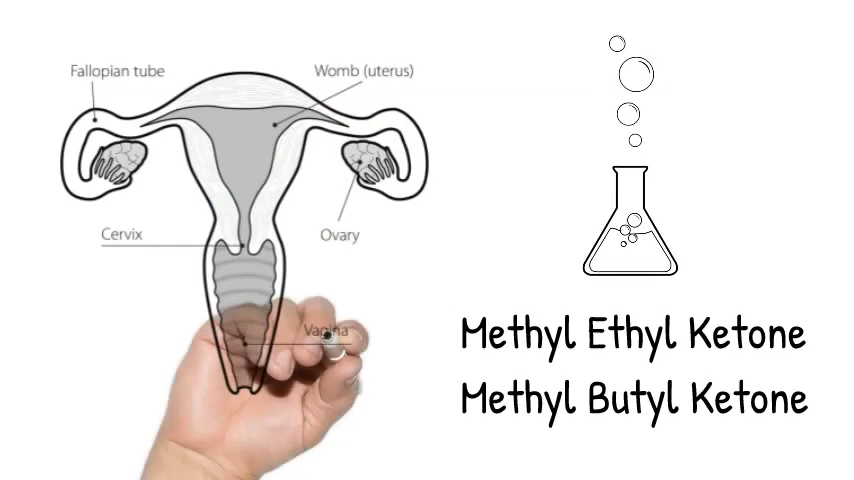 Fallopian tube
Womb (uterus)
Cervix
Ovary
Vagina
Methyl Ethyl Ketone
Methyl Butyl Ketone